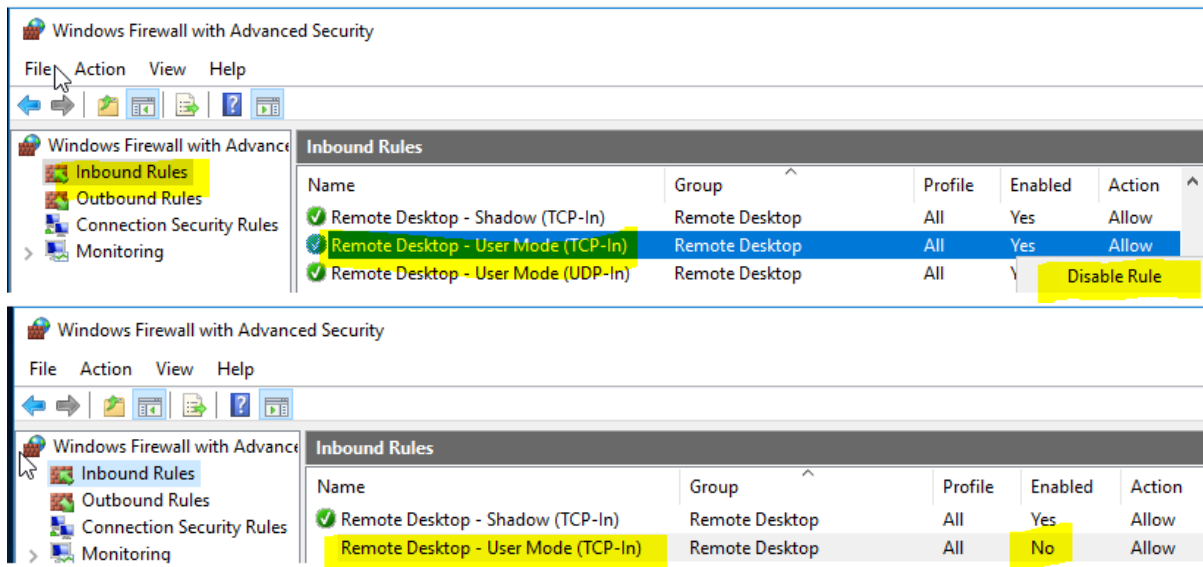 Windows Firewall with Advanced Security
File Action View Help
Windows Firewall with Advance
Inbound Rules
Outbound Rules
Connection Security Rules
Monitoring
Inbound Rules
Name Group Profile Enabled Action
Remote Desktop - Shadow (TCP-In) Remote Desktop All Yes Allow
Remote Desktop - User Mode (TCP-In) Remote Desktop All Yes Allow
Remote Desktop - User Mode (UDP-In) Remote Desktop All Y
Disable Rule
Windows Firewall with Advanced Security
File Action View Help
Windows Firewall with Advance
Inbound Rules
Outbound Rules
Connection Security Rules
Monitoring
Inbound Rules
Name Group Profile Enabled Action
Remote Desktop - Shadow (TCP-In) Remote Desktop All Yes Allow
Remote Desktop - User Mode (TCP-In) Remote Desktop All No Allow